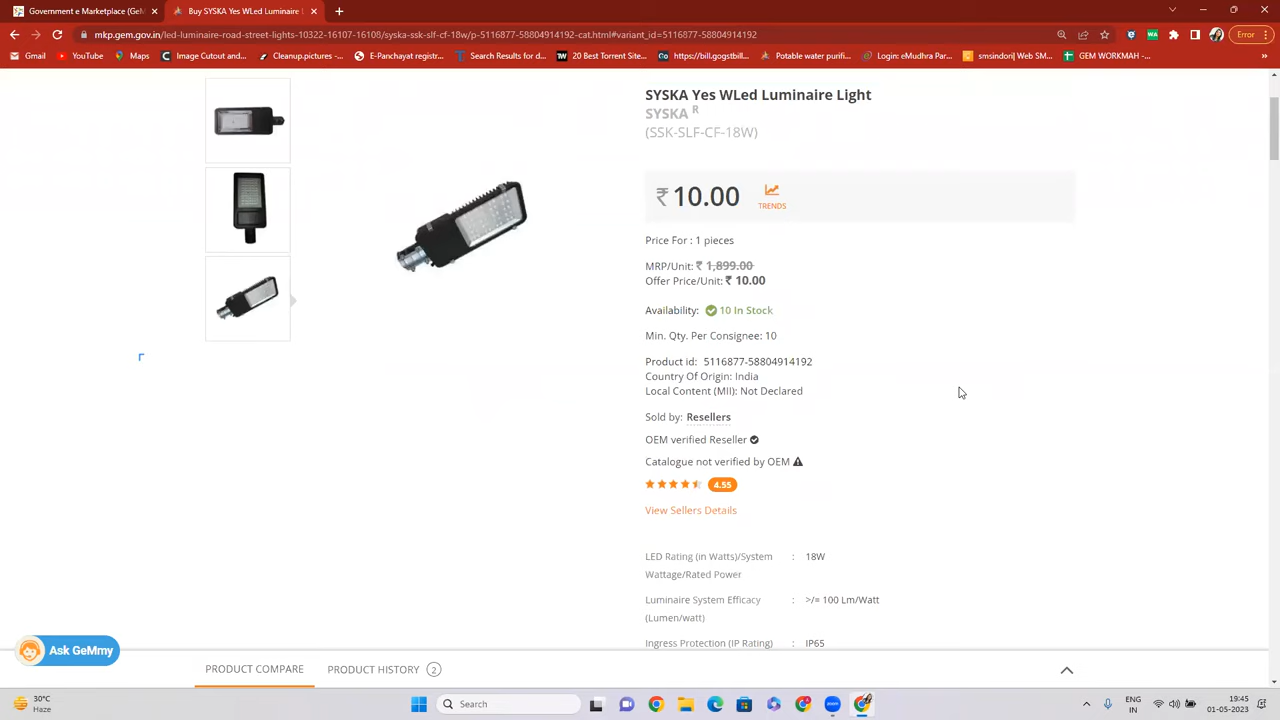 Government e Marketplace (GeM
Buy SYSKA Yes WLed Luminaire L
mkp.gem.gov.in/led-luminaire-road-street-lights-10322-16107-16108/syska-ssk-slf-cf-18w/p-5116877-58804914192-cat.html#variant_id=5116877-58804914192
Error
Gmail
YouTube
Maps
Image Cutout and...
Cleanup.pictures -...
E-Panchayat registr...
Search Results for d...
20 Best Torrent Site...
https://bill.gogstbill...
Potable water purifi...
Login: eMudhra Par...
smsindori| Web SM...
GEM WORKMAH -...
SYSKA Yes WLed Luminaire Light
SYSKA R
(SSK-SLF-CF-18W)
₹ 10.00
TRENDS
Price For : 1 pieces
MRP/Unit: ₹ 1,899.00
Offer Price/Unit: ₹ 10.00
Availability: 10 In Stock
Min. Qty. Per Consignee: 10
Product id: 5116877-58804914192
Country Of Origin: India
Local Content (MII): Not Declared
Sold by: Resellers
OEM verified Reseller
Catalogue not verified by OEM
4.55
View Sellers Details
LED Rating (in Watts)/System Wattage/Rated Power : 18W
Luminaire System Efficacy (Lumen/watt) : >/= 100 Lm/Watt
Ingress Protection (IP Rating) : IP65
Ask GeMmy
PRODUCT COMPARE
PRODUCT HISTORY 2
30°C
Haze
Search
zoom
ENG
IN
19:45
01-05-2023